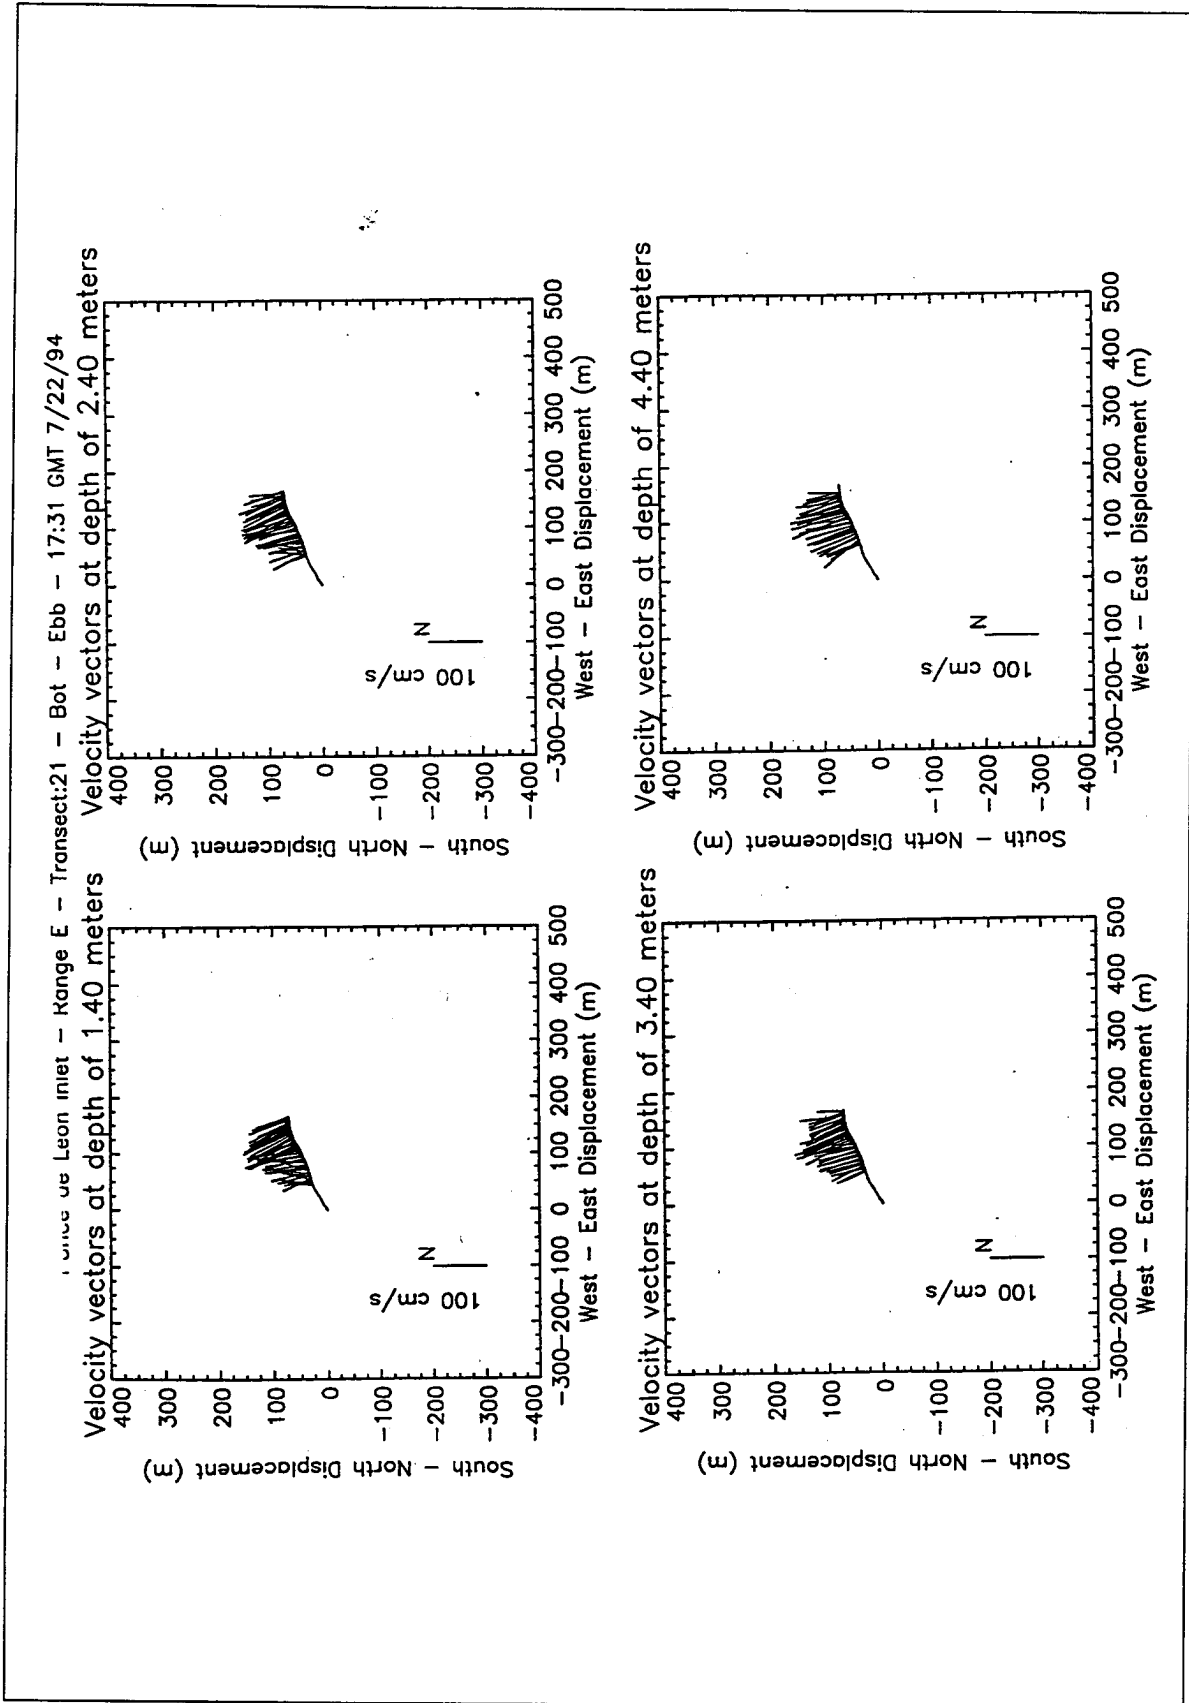 de Leon Inlet – Range E – Transect:21 – Bot – Ebb – 17:31 GMT 7/22/94
Velocity vectors at depth of 1.40 meters
400
300
200
100
0
−100
−200
−300
−400
South – North Displacement (m)
N
100 cm/s
−300−200−100 0 100 200 300 400 500
West – East Displacement (m)
Velocity vectors at depth of 2.40 meters
400
300
200
100
0
−100
−200
−300
−400
South – North Displacement (m)
N
100 cm/s
−300−200−100 0 100 200 300 400 500
West – East Displacement (m)
Velocity vectors at depth of 3.40 meters
400
300
200
100
0
−100
−200
−300
−400
South – North Displacement (m)
N
100 cm/s
−300−200−100 0 100 200 300 400 500
West – East Displacement (m)
Velocity vectors at depth of 4.40 meters
400
300
200
100
0
−100
−200
−300
−400
South – North Displacement (m)
N
100 cm/s
−300−200−100 0 100 200 300 400 500
West – East Displacement (m)